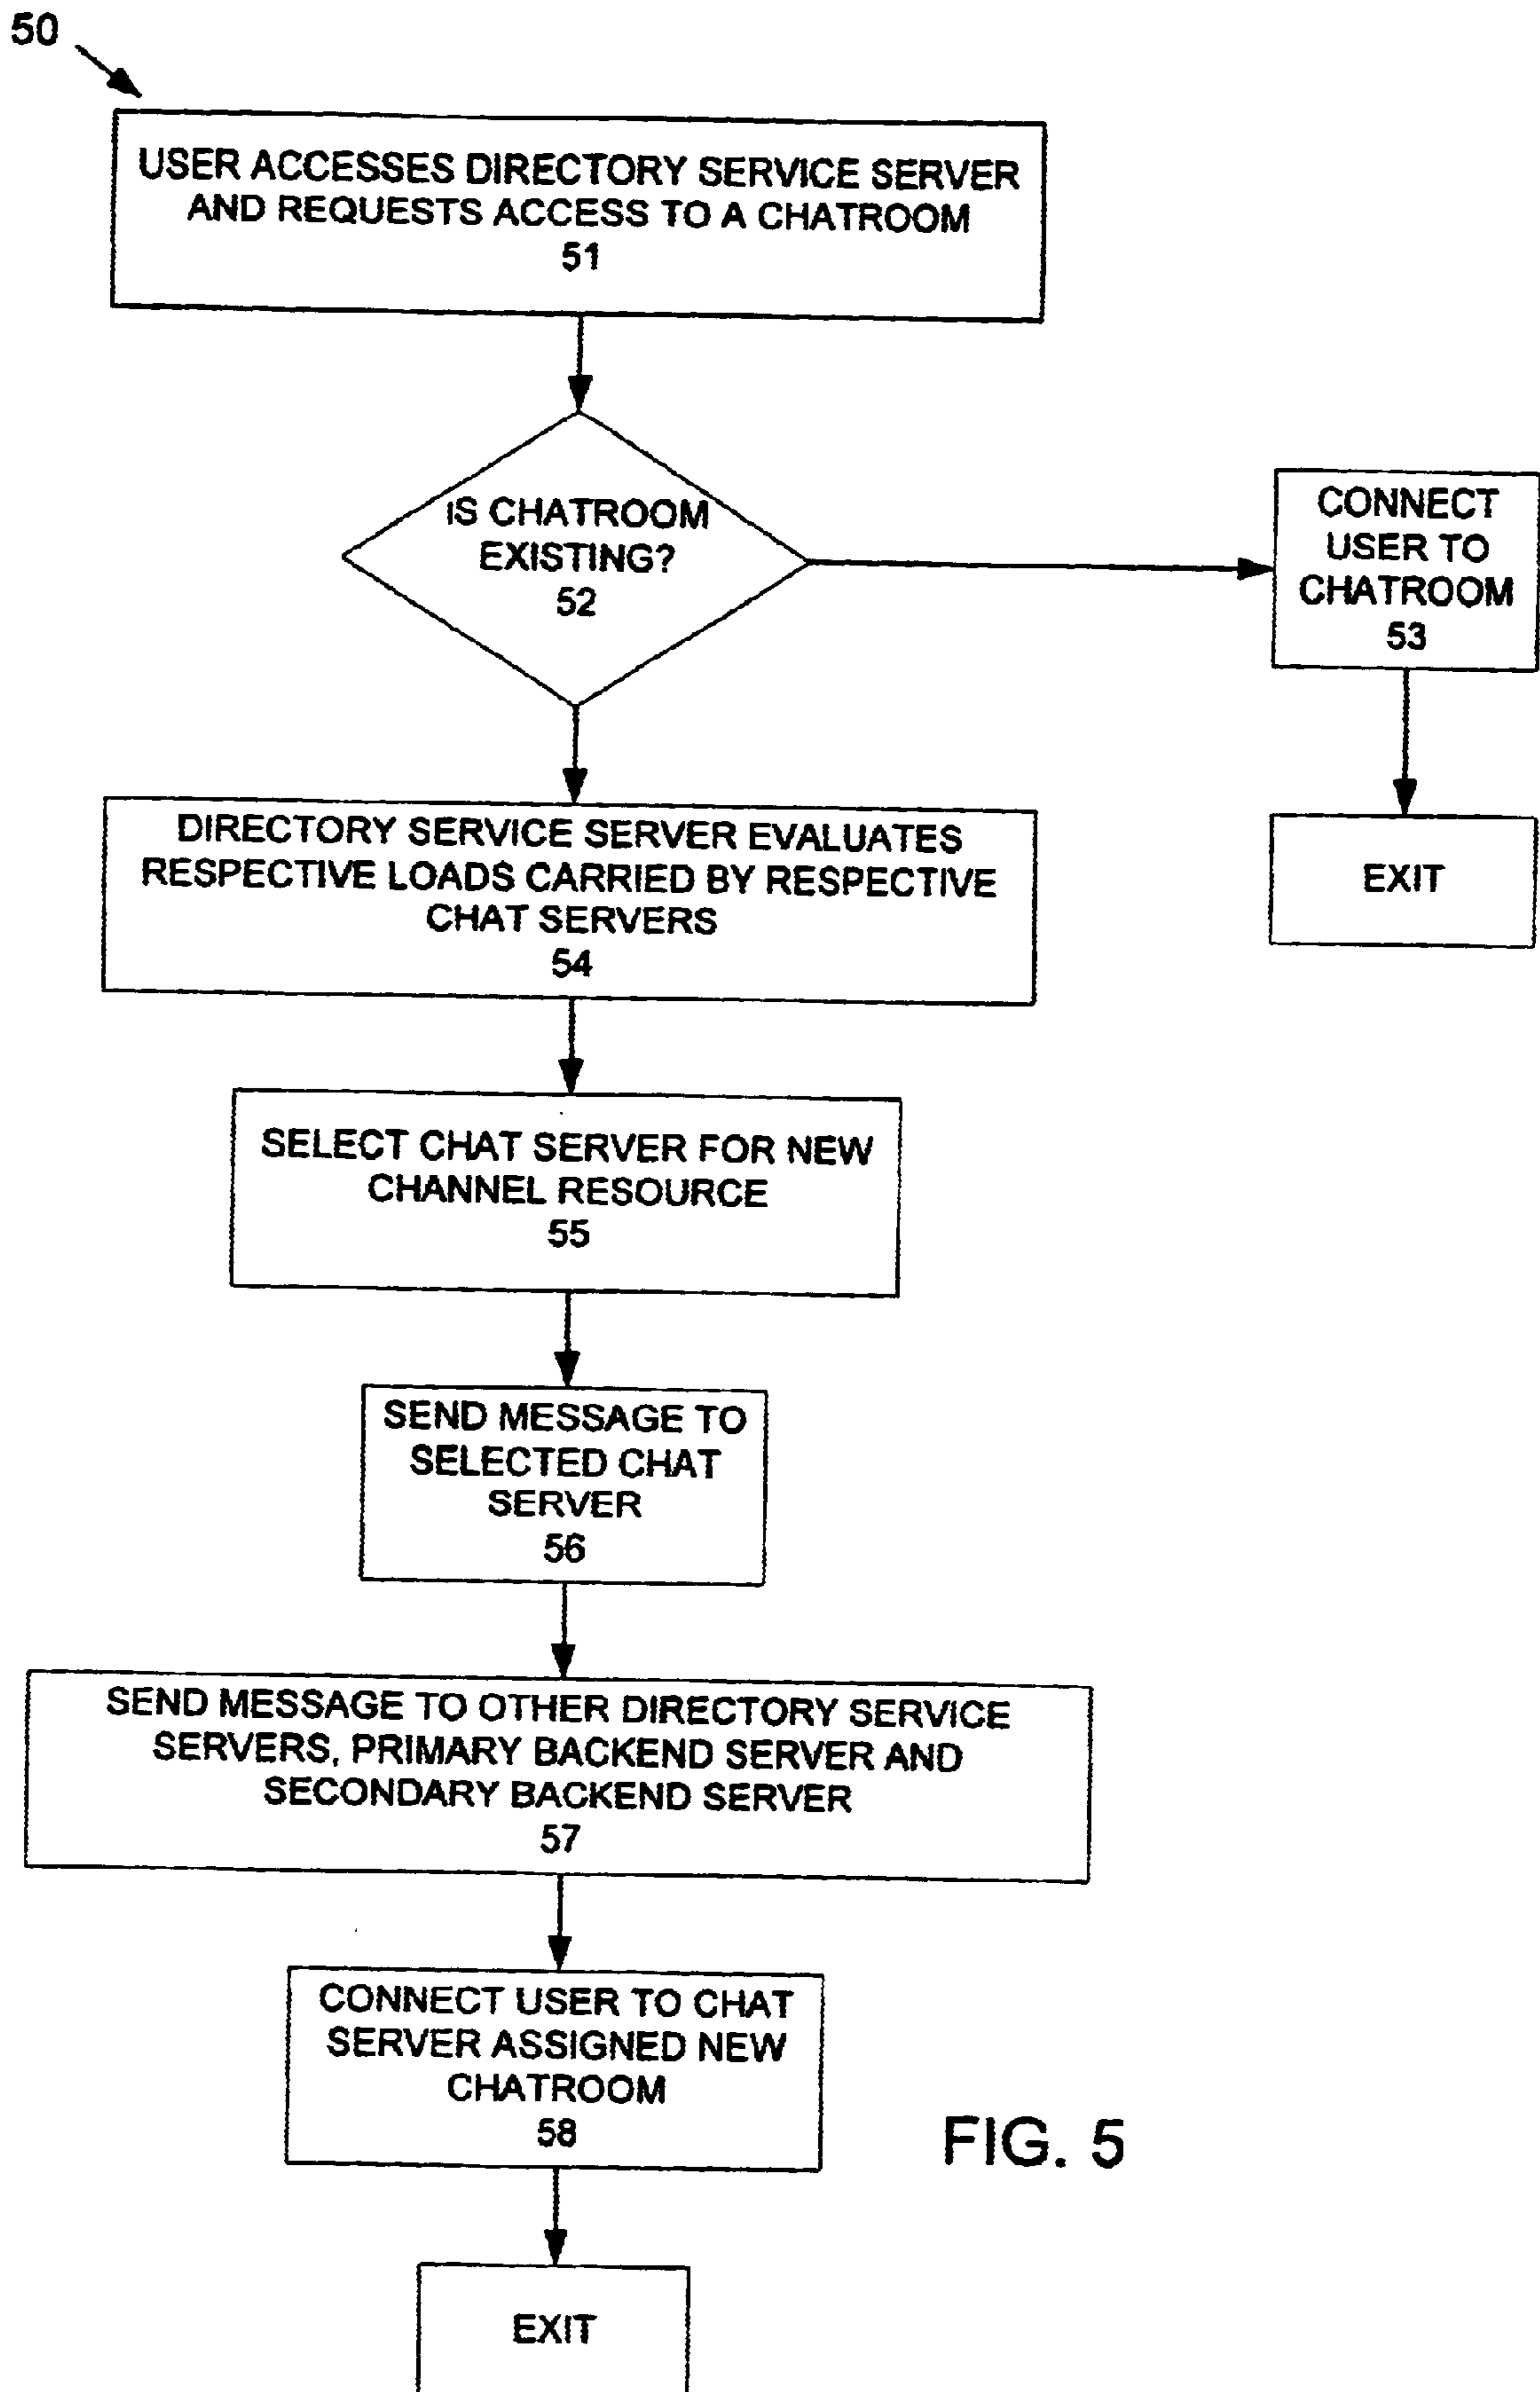 50
USER ACCESSES DIRECTORY SERVICE SERVER
AND REQUESTS ACCESS TO A CHATROOM
51
IS CHATROOM
EXISTING?
52
CONNECT
USER TO
CHATROOM
53
EXIT
DIRECTORY SERVICE SERVER EVALUATES
RESPECTIVE LOADS CARRIED BY RESPECTIVE
CHAT SERVERS
54
SELECT CHAT SERVER FOR NEW
CHANNEL RESOURCE
55
SEND MESSAGE TO
SELECTED CHAT
SERVER
56
SEND MESSAGE TO OTHER DIRECTORY SERVICE
SERVERS, PRIMARY BACKEND SERVER AND
SECONDARY BACKEND SERVER
57
CONNECT USER TO CHAT
SERVER ASSIGNED NEW
CHATROOM
58
FIG. 5
EXIT